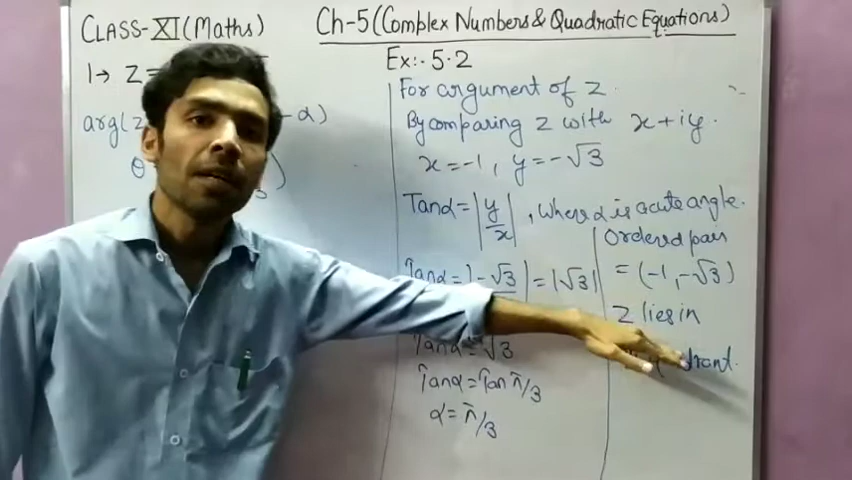 CLASS-XI (Maths)
Ch-5 (Complex Numbers & Quadratic Equations)
Ex:- 5.2
1→ Z=
arg(z
-α)
θ
For argument of z
By comparing z with x+iy.
x=-1, y=-√3
Tanα=|y/x|, where α is acute angle.
Tanα=|-√3
=|√3|
Tanα=√3
Tanα=Tan π/3
α=π/3
Ordered pair
=(-1,-√3)
Z lies in